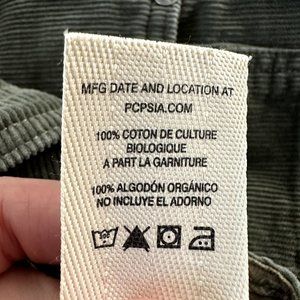 MFG DATE AND LOCATION AT
PCPSIA.COM
100% COTON DE CULTURE
BIOLOGIQUE
A PART LA GARNITURE
100% ALGODÓN ORGÁNICO
NO INCLUYE EL ADORNO